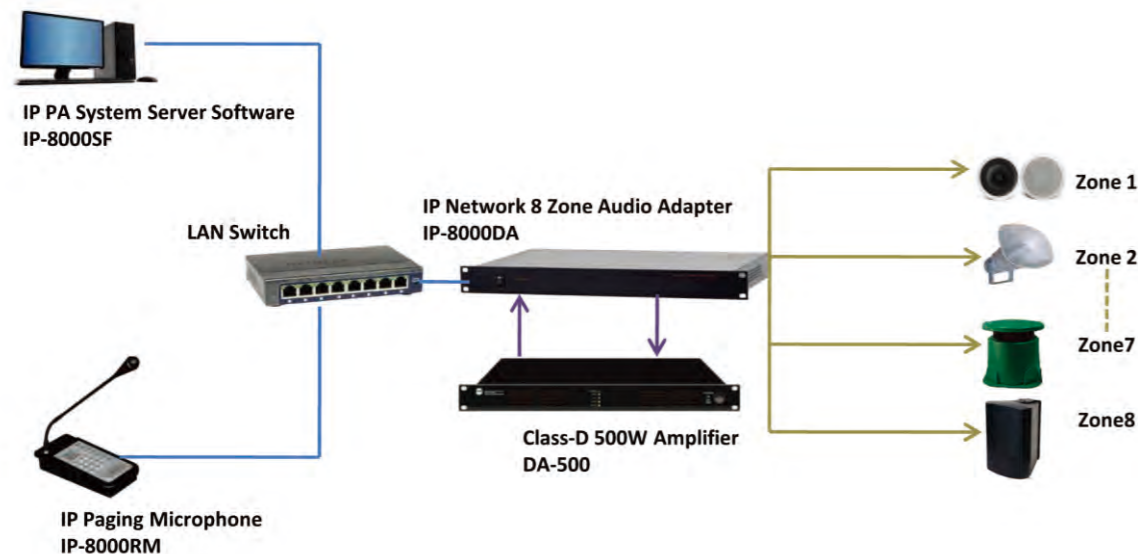 IP PA System Server Software
IP-8000SF
LAN Switch
IP Network 8 Zone Audio Adapter
IP-8000DA
Class-D 500W Amplifier
DA-500
IP Paging Microphone
IP-8000RM
Zone 1
Zone 2
Zone7
Zone8